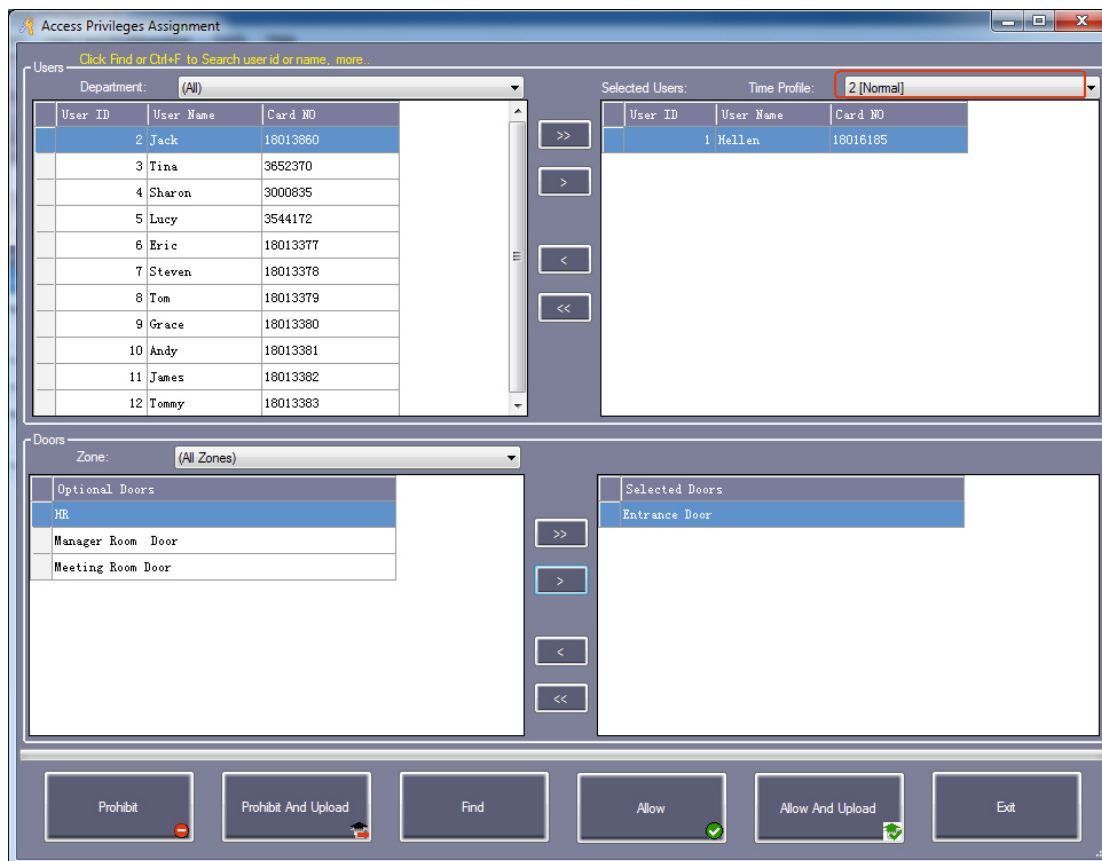 Access Privileges Assignment
Click Find or Ctrl+F to Search user id or name, more..
Users
Department: (All)
User ID User Name Card NO
2 Jack 18013860
3 Tina 3652370
4 Sharon 3000835
5 Lucy 3544172
6 Eric 18013377
7 Steven 18013378
8 Tom 18013379
9 Grace 18013380
10 Andy 18013381
11 James 18013382
12 Tommy 18013383
>>
>
<
<<
Selected Users: Time Profile: 2 [Normal]
User ID User Name Card NO
1 Hellen 18016185
Doors
Zone: (All Zones)
Optional Doors
HR
Manager Room Door
Meeting Room Door
>>
>
<
<<
Selected Doors
Entrance Door
Prohibit Prohibit And Upload Find Allow Allow And Upload Exit